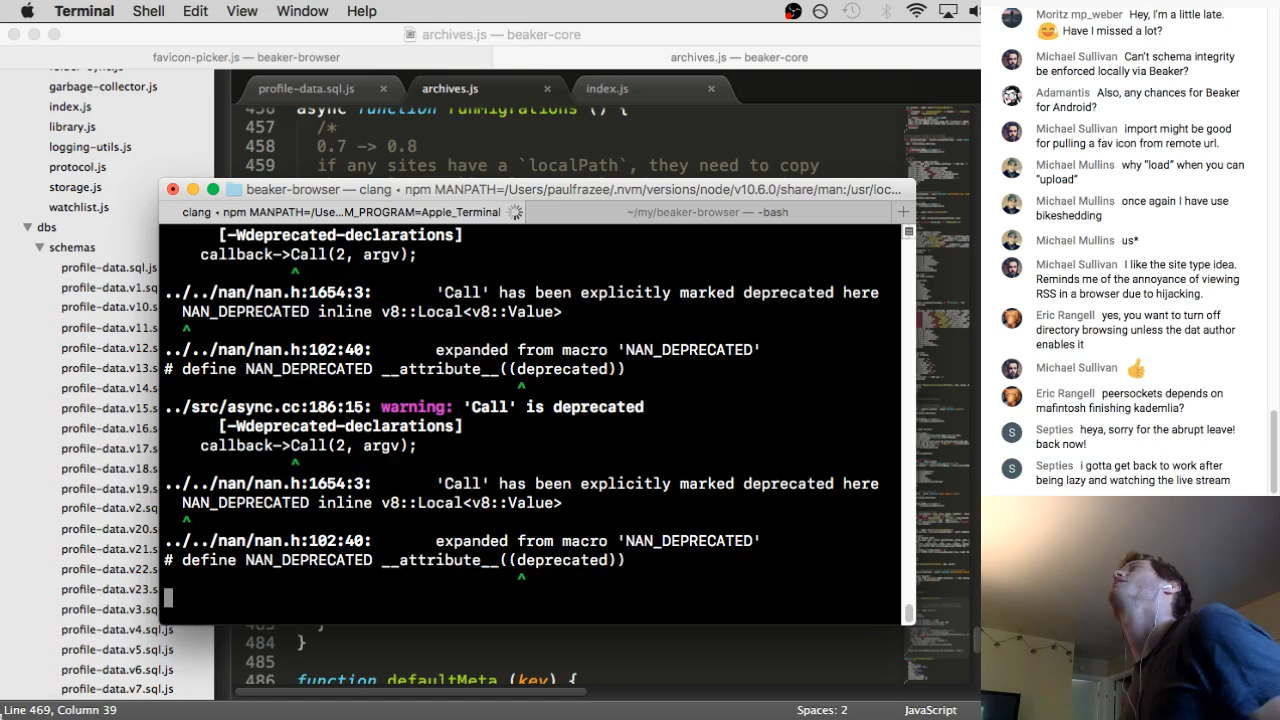 Terminal Shell Edit View Window Help
archives.js — beaker-core
favicon-picker.js — beaker-browser
archives.js — beaker-core
garbage-collector.js
index.js
library.js
logging-utils.js
protocol.js
storage.js
watchlist.js
dbs
schemas
profile-data.sql.js
profile-data.v1.s
profile-data.v10.s
profile-data.v11.s
profile-data.v12.s
profile-data.v13.s
profile-data.v14.s
profile-data.v15.s
profile-data.v16.s
profile-data.v17.s
profile-data.v18.s
profile-data.v19.s
profile-data.v2.sq
profile-data.v20.s
profile-data.v21.s
profile-data.v22.s
profile-data.v23.s
profile-data.v3.sq
profile-data.v4.sql.js
profile-data.v5.sql.js
profile-data.v6.sql.js
profile-data.v7.sql.js
profile-data.sql.js ×
archives.js ×
index.js ×
456 async function runMigrations () {
457 /*
458 0.7 -> 0.8
459 if any sites have a `localPath`, they need to copy
beaker-browser — clang ◂ npm MANPATH=/Users/paulfrazee/.nvm/versions/node/v10.6.0/share/man:/usr/loc...
clang ◂ npm MANPATH=/Use...M_PROGRAM=Apple_Terminal
~/my/beaker-browser — -bash
[-Wdeprecated-declarations]
callback->Call(2, argv);
^
../../nan/nan.h:1654:3: 'Call' has been explicitly marked deprecated here
NAN_DEPRECATED inline v8::Local<v8::Value>
^
../../nan/nan.h:102:40: expanded from macro 'NAN_DEPRECATED'
# define NAN_DEPRECATED __attribute__((deprecated))
^
../src/async.cc:186:15: warning: 'Call' is deprecated
[-Wdeprecated-declarations]
callback->Call(2, argv);
^
../../nan/nan.h:1654:3: 'Call' has been explicitly marked deprecated here
NAN_DEPRECATED inline v8::Local<v8::Value>
^
../../nan/nan.h:102:40: expanded from macro 'NAN_DEPRECATED'
# define NAN_DEPRECATED __attribute__((deprecated))
^
484 }
485
486 function defaultMeta (key) {
Line 469, Column 39
Spaces: 2 JavaScript
Moritz mp_weber Hey, I'm a little late.
😄 Have I missed a lot?
Michael Sullivan Can't schema integrity
be enforced locally via Beaker?
Adamantis Also, any chances for Beaker
for Android?
Michael Sullivan import might be good
for pulling a fav icon from remote url.
Michael Mullins why "load" when you can
"upload"
Michael Mullins once again I have use
bikeshedding
Michael Mullins us*
Michael Sullivan I like the site type idea.
Reminds me of the annoyance of viewing
RSS in a browser due to hijacking.
Eric Rangell yes, you want to turn off
directory browsing unless the dat author
enables it
Michael Sullivan 👍
Eric Rangell peersockets depends on
mafintosh finishing kademlia?
S Septies heya, sorry for the abrupt leave!
back now!
S Septies i gotta get back to work after
being lazy and watching the live stream